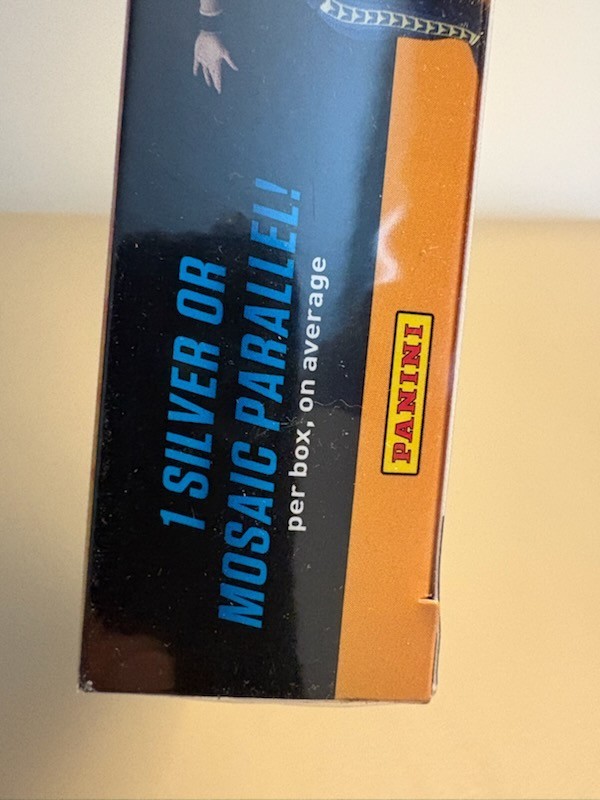 1 SILVER OR
MOSAIC PARALLEL!
per box, on average
PANINI